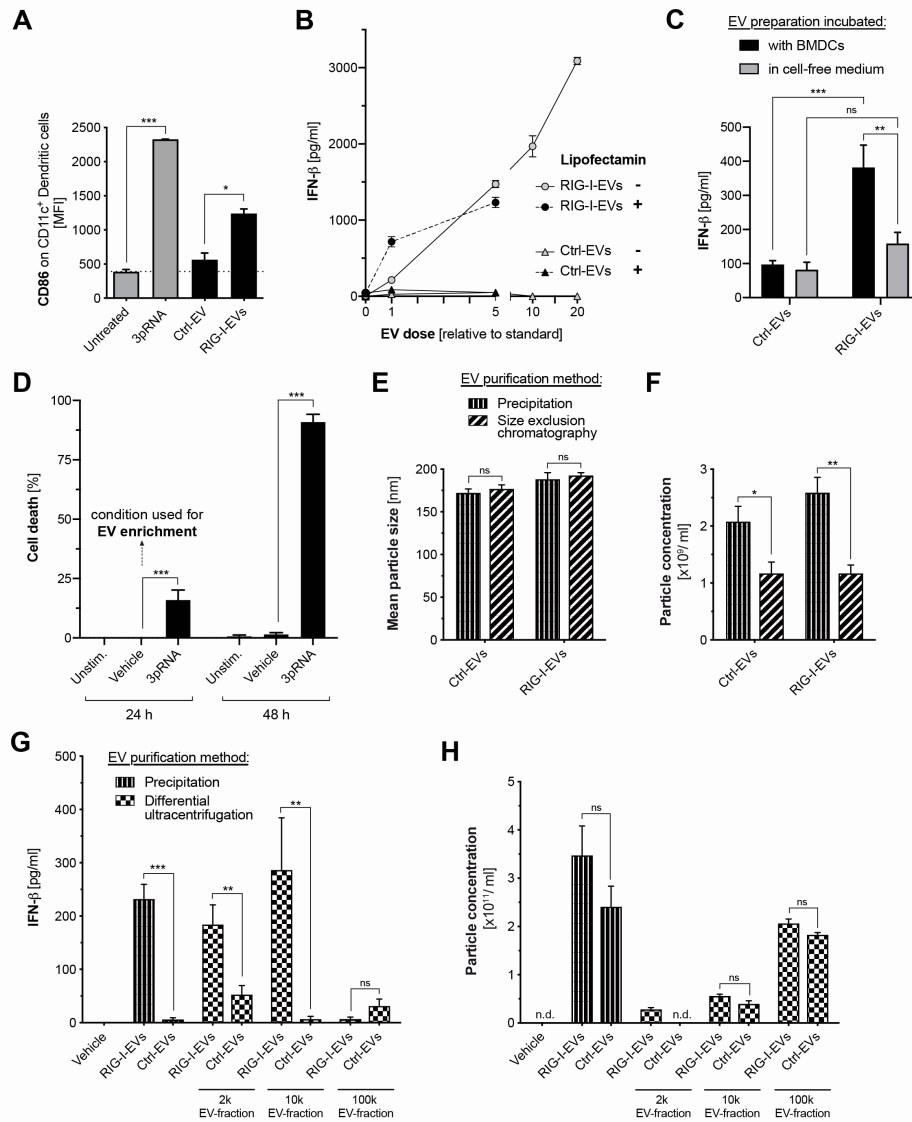 A
CD86 on CD11c+ Dendritic cells
[MFI]
2500
2000
1500
1000
500
0
***
*
Untreated
3pRNA
Ctrl-EV
RIG-I-EVs
B
IFN-β [pg/ml]
3000
2000
1000
0
Lipofectamin
RIG-I-EVs -
RIG-I-EVs +
Ctrl-EVs -
Ctrl-EVs +
0 1 5 10 20
EV dose [relative to standard]
C
EV preparation incubated:
with BMDCs
in cell-free medium
IFN-β [pg/ml]
500
400
300
200
100
0
***
ns
**
Ctrl-EVs
RIG-I-EVs
D
Cell death [%]
100
75
50
25
0
condition used for
EV enrichment
***
***
Unstim.
Vehicle
3pRNA
Unstim.
Vehicle
3pRNA
24 h
48 h
E
EV purification method:
Precipitation
Size exclusion
chromatography
Mean particle size [nm]
200
150
100
50
0
ns
ns
Ctrl-EVs
RIG-I-EVs
F
Particle concentration
[x10⁹/ ml]
3
2
1
0
*
**
Ctrl-EVs
RIG-I-EVs
G
EV purification method:
Precipitation
Differential
ultracentrifugation
IFN-β [pg/ml]
500
400
300
200
100
0
***
**
**
ns
Vehicle
RIG-I-EVs
Ctrl-EVs
RIG-I-EVs
Ctrl-EVs
RIG-I-EVs
Ctrl-EVs
RIG-I-EVs
Ctrl-EVs
2k
EV-fraction
10k
EV-fraction
100k
EV-fraction
H
Particle concentration
[x10¹¹/ ml]
5
4
3
2
1
0
n.d.
ns
n.d.
ns
ns
Vehicle
RIG-I-EVs
Ctrl-EVs
RIG-I-EVs
Ctrl-EVs
RIG-I-EVs
Ctrl-EVs
RIG-I-EVs
Ctrl-EVs
2k
EV-fraction
10k
EV-fraction
100k
EV-fraction